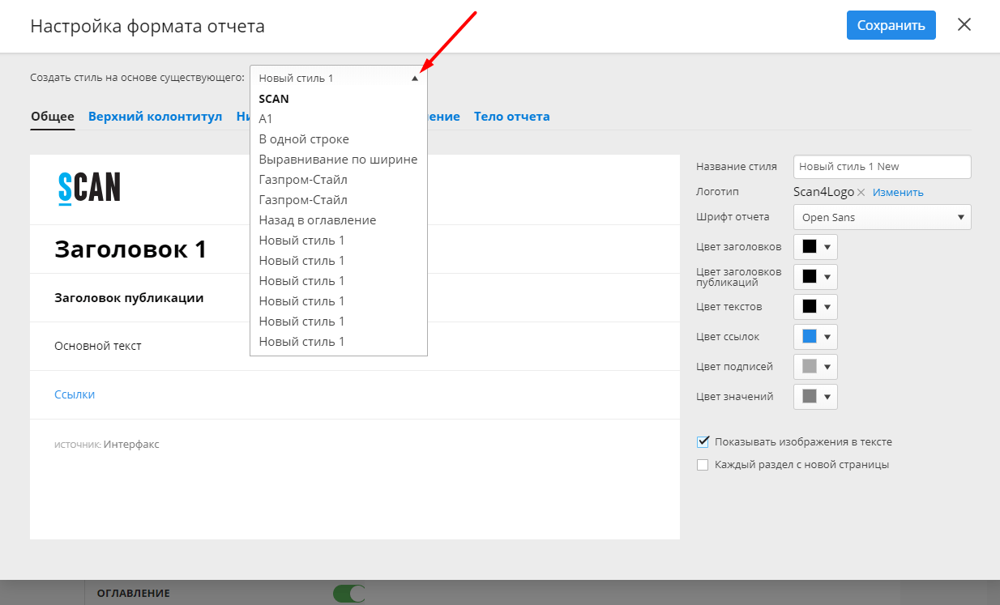 Настройка формата отчета
Сохранить
Создать стиль на основе существующего:
Новый стиль 1
SCAN
A1
В одной строке
Выравнивание по ширине
Газпром-Стайл
Газпром-Стайл
Назад в оглавление
Новый стиль 1
Новый стиль 1
Новый стиль 1
Новый стиль 1
Новый стиль 1
Новый стиль 1
Общее
Верхний колонтитул
Тело отчета
SCAN
Заголовок 1
Заголовок публикации
Основной текст
Ссылки
источник: Интерфакс
Название стиля
Новый стиль 1 New
Логотип
Scan4Logo
Изменить
Шрифт отчета
Open Sans
Цвет заголовков
Цвет заголовков
публикаций
Цвет текстов
Цвет ссылок
Цвет подписей
Цвет значений
Показывать изображения в тексте
Каждый раздел с новой страницы
ОГЛАВЛЕНИЕ